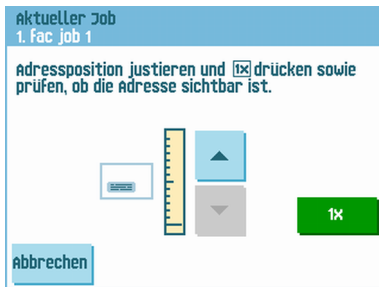 Aktueller Job
1. Fac job 1
Adressposition justieren und 1x drücken sowie
prüfen, ob die Adresse sichtbar ist.
1x
Abbrechen